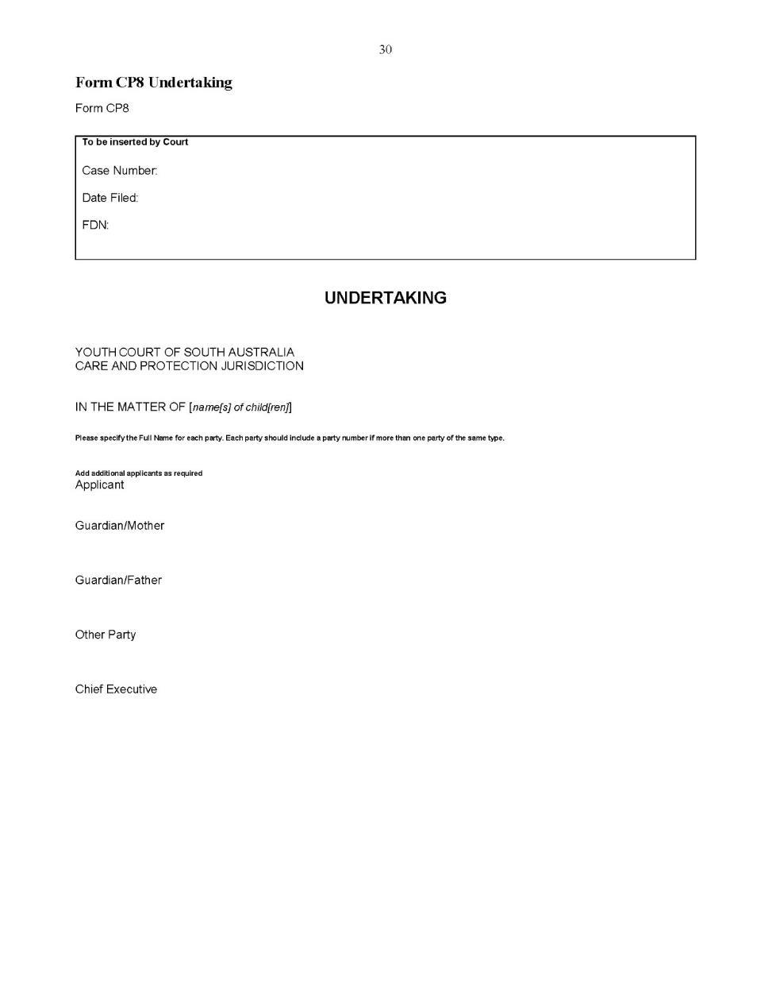 30
Form CP8 Undertaking
Form CP8
To be inserted by Court
Case Number:
Date Filed:
FDN:
UNDERTAKING
YOUTH COURT OF SOUTH AUSTRALIA
CARE AND PROTECTION JURISDICTION
IN THE MATTER OF [name[s] of child[ren]]
Please specify the Full Name for each party. Each party should include a party number if more than one party of the same type.
Add additional applicants as required
Applicant
Guardian/Mother
Guardian/Father
Other Party
Chief Executive